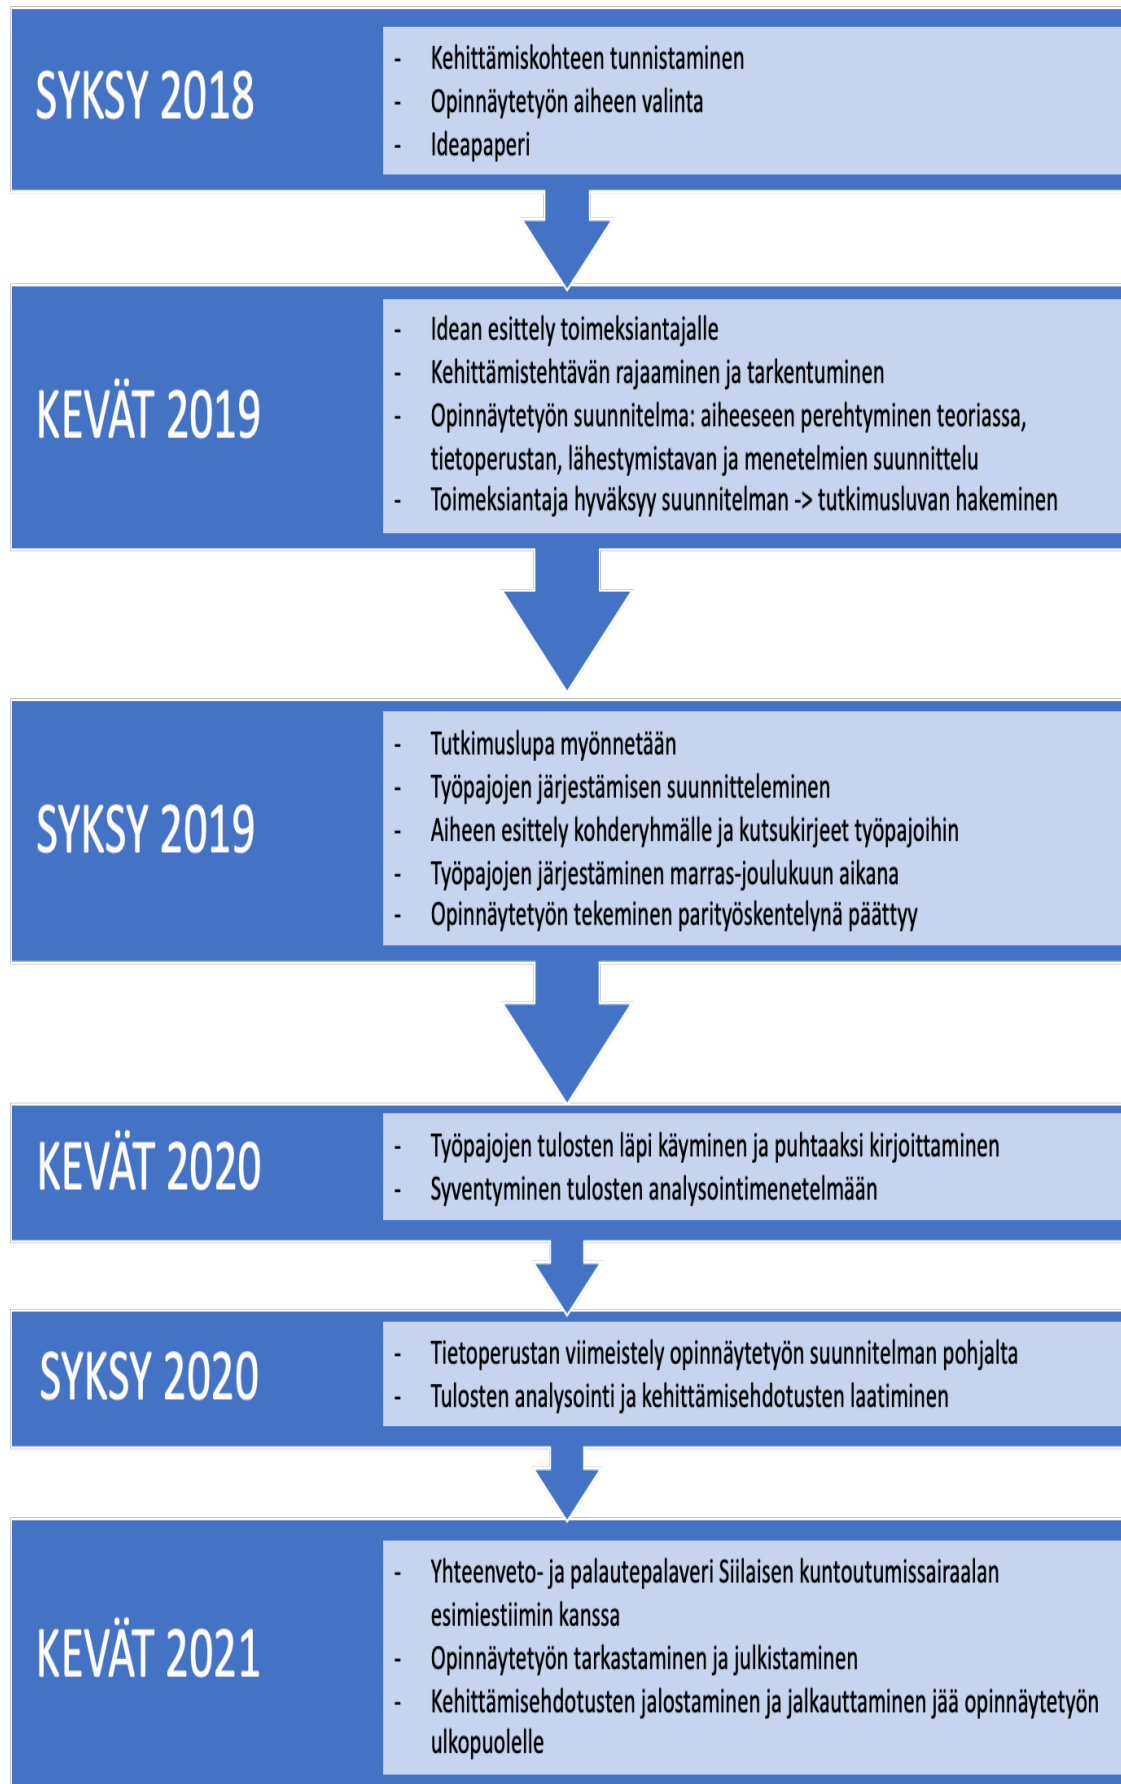 SYKSY 2018
- Kehittämiskohteen tunnistaminen
- Opinnäytetyön aiheen valinta
- Ideapaperi
KEVÄT 2019
- Idean esittely toimeksiantajalle
- Kehittämistehtävän rajaaminen ja tarkentuminen
- Opinnäytetyön suunnitelma: aiheeseen perehtyminen teoriassa,
tietoperustan, lähestymistavan ja menetelmien suunnittelu
- Toimeksiantaja hyväksyy suunnitelman -> tutkimusluvan hakeminen
SYKSY 2019
- Tutkimuslupa myönnetään
- Työpajojen järjestämisen suunnitteleminen
- Aiheen esittely kohderyhmälle ja kutsukirjeet työpajoihin
- Työpajojen järjestäminen marras-joulukuun aikana
- Opinnäytetyön tekeminen parityöskentelynä päättyy
KEVÄT 2020
- Työpajojen tulosten läpi käyminen ja puhtaaksi kirjoittaminen
- Syventyminen tulosten analysointimenetelmään
SYKSY 2020
- Tietoperustan viimeistely opinnäytetyön suunnitelman pohjalta
- Tulosten analysointi ja kehittämisehdotusten laatiminen
KEVÄT 2021
- Yhteenveto- ja palautepalaveri Siilaisen kuntoutumissairaalan
esimiestiimin kanssa
- Opinnäytetyön tarkastaminen ja julkistaminen
- Kehittämisehdotusten jalostaminen ja jalkauttaminen jää opinnäytetyön
ulkopuolelle